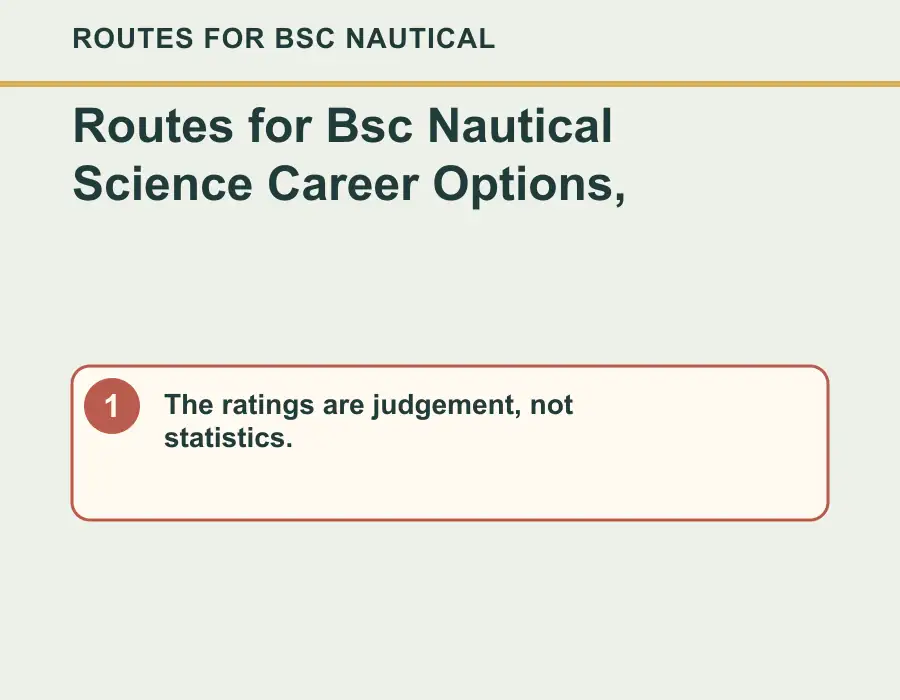 ROUTES FOR BSC NAUTICAL
Routes for Bsc Nautical
Science Career Options,
1
The ratings are judgement, not
statistics.